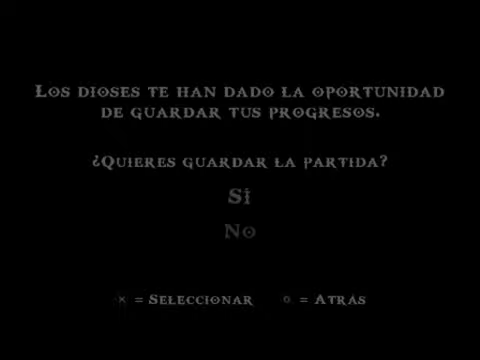 Los dioses te han dado la oportunidad
de guardar tus progresos.
¿Quieres guardar la partida?
Sí
No
× = Seleccionar ○ = Atrás